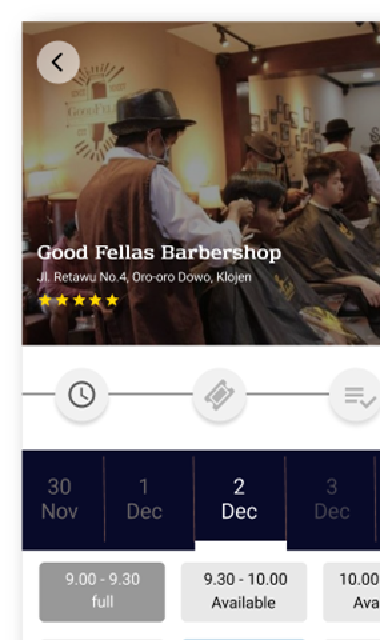 Good Fellas Barbershop
Jl. Retawu No.4, Oro-oro Dowo, Klojen
30
Nov
1
Dec
2
Dec
3
Dec
9.00 - 9.30
full
9.30 - 10.00
Available
10.00
Ava